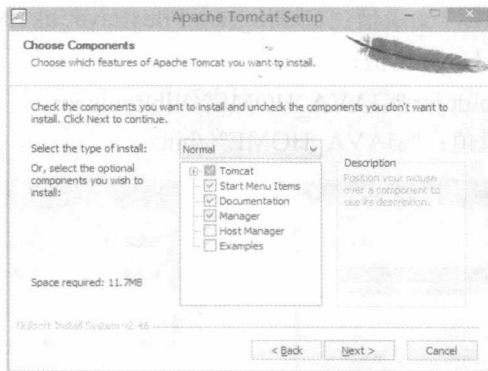 Apache Tomcat Setup
Choose Components
Choose which features of Apache Tomcat you want to install.
Check the components you want to install and uncheck the components you don't want to
install. Click Next to continue.
Select the type of install:
Normal
Or, select the optional
components you wish to
install:
Tomcat
Start Menu Items
Documentation
Manager
Host Manager
Examples
Description
Position your mouse
over a component to
see its description.
Space required: 11.7MB
Nullsoft Install System v2.46
< Back
Next >
Cancel